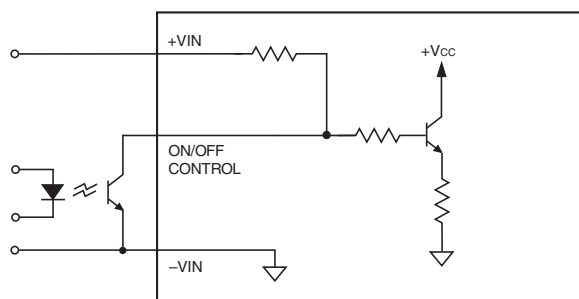 +VIN
+VCC
ON/OFF
CONTROL
–VIN